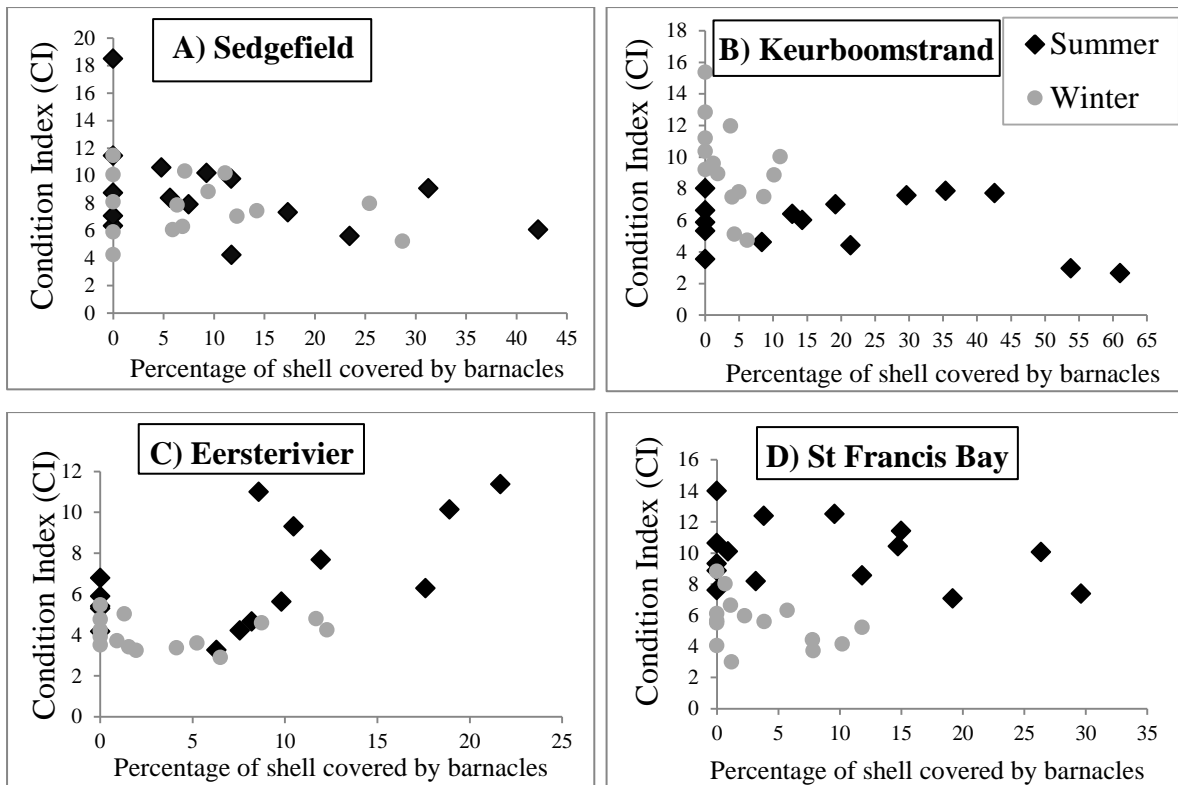 A) Sedgefield
Condition Index (CI)
20
18
16
14
12
10
8
6
4
2
0
0 5 10 15 20 25 30 35 40 45
Percentage of shell covered by barnacles
B) Keurboomstrand
Summer
Winter
Condition Index (CI)
18
16
14
12
10
8
6
4
2
0
0 5 10 15 20 25 30 35 40 45 50 55 60 65
Percentage of shell covered by barnacles
C) Eersterivier
Condition Index (CI)
12
10
8
6
4
2
0
0 5 10 15 20 25
Percentage of shell covered by barnacles
D) St Francis Bay
Condition Index (CI)
16
14
12
10
8
6
4
2
0
0 5 10 15 20 25 30 35
Percentage of shell covered by barnacles